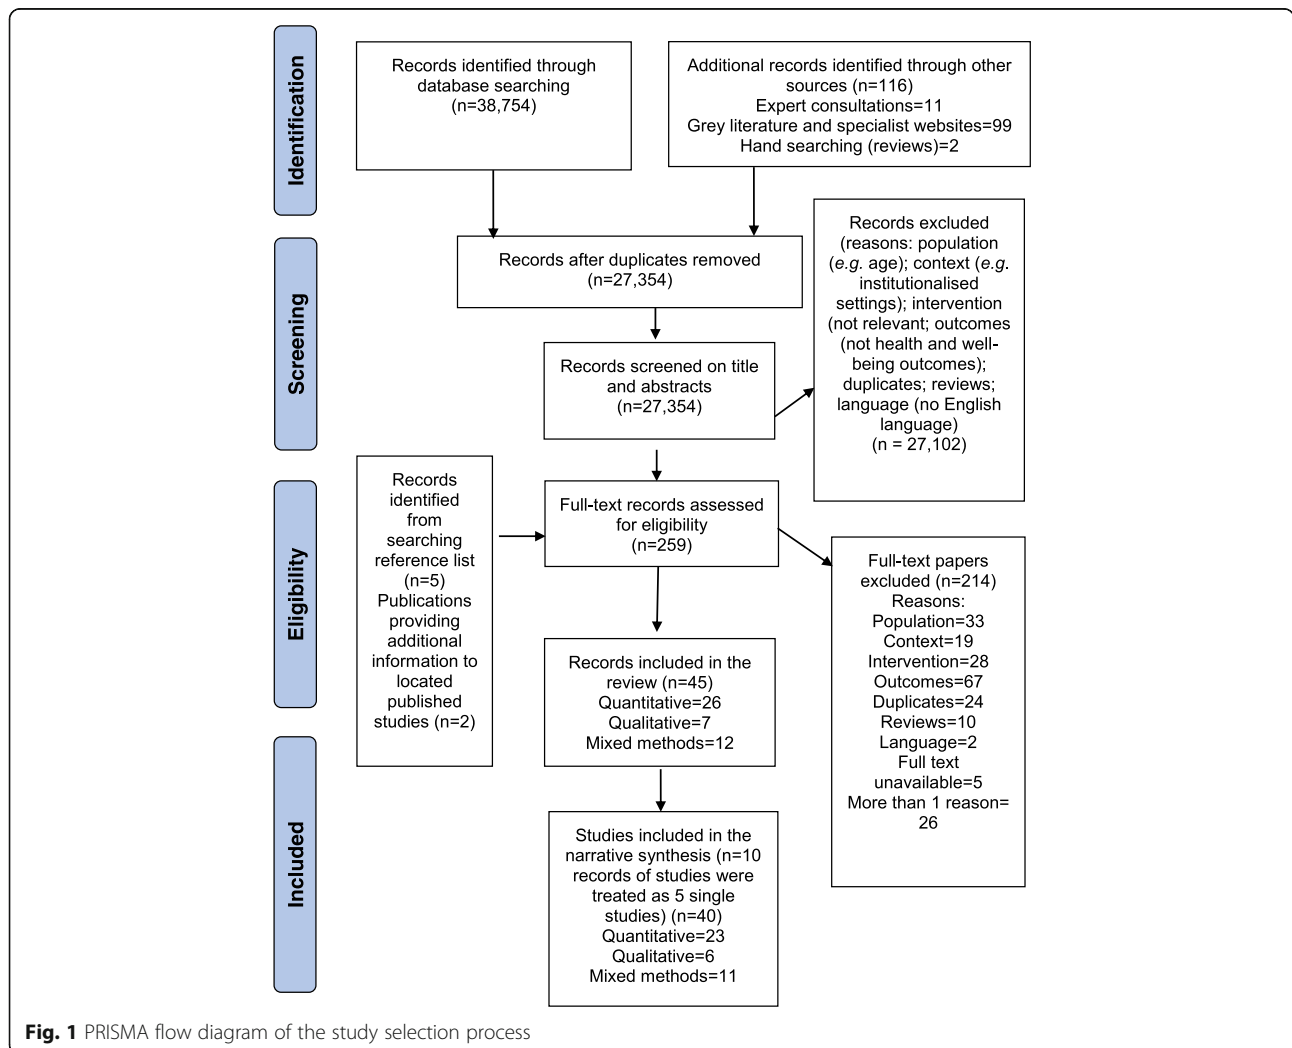 Identification
Records identified through
database searching
(n=38,754)
Additional records identified through other
sources (n=116)
Expert consultations=11
Grey literature and specialist websites=99
Hand searching (reviews)=2
Screening
Records after duplicates removed
(n=27,354)
Records screened on title
and abstracts
(n=27,354)
Records excluded
(reasons: population
(e.g. age); context (e.g.
institutionalised
settings); intervention
(not relevant; outcomes
(not health and well-
being outcomes);
duplicates; reviews;
language (no English
language)
(n = 27,102)
Eligibility
Records
identified
from
searching
reference list
(n=5)
Publications
providing
additional
information to
located
published
studies (n=2)
Full-text records assessed
for eligibility
(n=259)
Full-text papers
excluded (n=214)
Reasons:
Population=33
Context=19
Intervention=28
Outcomes=67
Duplicates=24
Reviews=10
Language=2
Full text
unavailable=5
More than 1 reason=
26
Records included in the
review (n=45)
Quantitative=26
Qualitative=7
Mixed methods=12
Included
Studies included in the
narrative synthesis (n=10
records of studies were
treated as 5 single
studies) (n=40)
Quantitative=23
Qualitative=6
Mixed methods=11
Fig. 1 PRISMA flow diagram of the study selection process